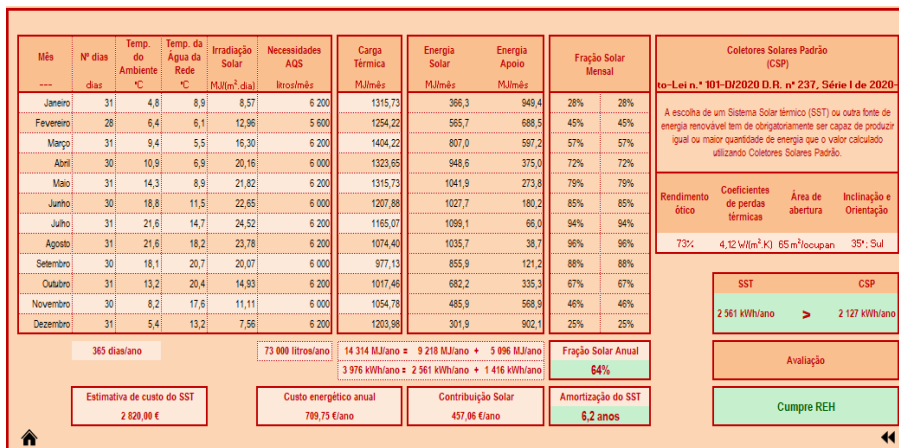 Mês Nº dias Temp. do Ambiente Temp. da Água da Rede Irradiação Solar Necessidades AQS Carga Térmica Energia Solar Energia Apoio Fração Solar Mensal
--- dias ºC ºC MJ/(m².dia) litros/mês MJ/mês MJ/mês MJ/mês
Janeiro 31 4,8 8,9 8,57 6 200 1315,73 366,3 949,4 28% 28%
Fevereiro 28 6,4 6,1 12,96 5 600 1254,22 565,7 688,5 45% 45%
Março 31 9,4 5,5 16,30 6 200 1404,22 807,0 597,2 57% 57%
Abril 30 10,9 6,9 20,16 6 000 1323,65 948,6 375,0 72% 72%
Maio 31 14,3 8,9 21,82 6 200 1315,73 1041,9 273,8 79% 79%
Junho 30 18,8 11,5 22,65 6 000 1207,88 1027,7 180,2 85% 85%
Julho 31 21,6 14,7 24,52 6 200 1165,07 1099,1 66,0 94% 94%
Agosto 31 21,6 18,2 23,78 6 200 1074,40 1035,7 38,7 96% 96%
Setembro 30 18,1 20,7 20,07 6 000 977,13 855,9 121,2 88% 88%
Outubro 31 13,2 20,4 14,93 6 200 1017,46 682,2 335,3 67% 67%
Novembro 30 8,2 17,6 11,11 6 000 1054,78 485,9 568,9 46% 46%
Dezembro 31 5,4 13,2 7,56 6 200 1203,98 301,9 902,1 25% 25%
365 dias/ano 73 000 litros/ano 14 314 MJ/ano = 9 218 MJ/ano + 5 096 MJ/ano Fração Solar Anual
3 976 kWh/ano = 2 561 kWh/ano + 1 416 kWh/ano 64%
Estimativa de custo do SST Custo energético anual Contribuição Solar Amortização do SST
2 820,00 € 709,75 €/ano 457,06 €/ano 6,2 anos
Coletores Solares Padrão
(CSP)
to-Lei n.º 101-D/2020 D.R. nº 237, Série I de 2020-
A escolha de um Sistema Solar térmico (SST) ou outra fonte de
energia renovável tem de obrigatoriamente ser capaz de produzir
igual ou maior quantidade de energia que o valor calculado
utilizando Coletores Solares Padrão.
Rendimento ótico Coeficientes de perdas térmicas Área de abertura Inclinação e Orientação
73% 4,12 W/(m².K) 65 m²/ocupan 35°; Sul
SST CSP
2 561 kWh/ano > 2 127 kWh/ano
Avaliação
Cumpre REH